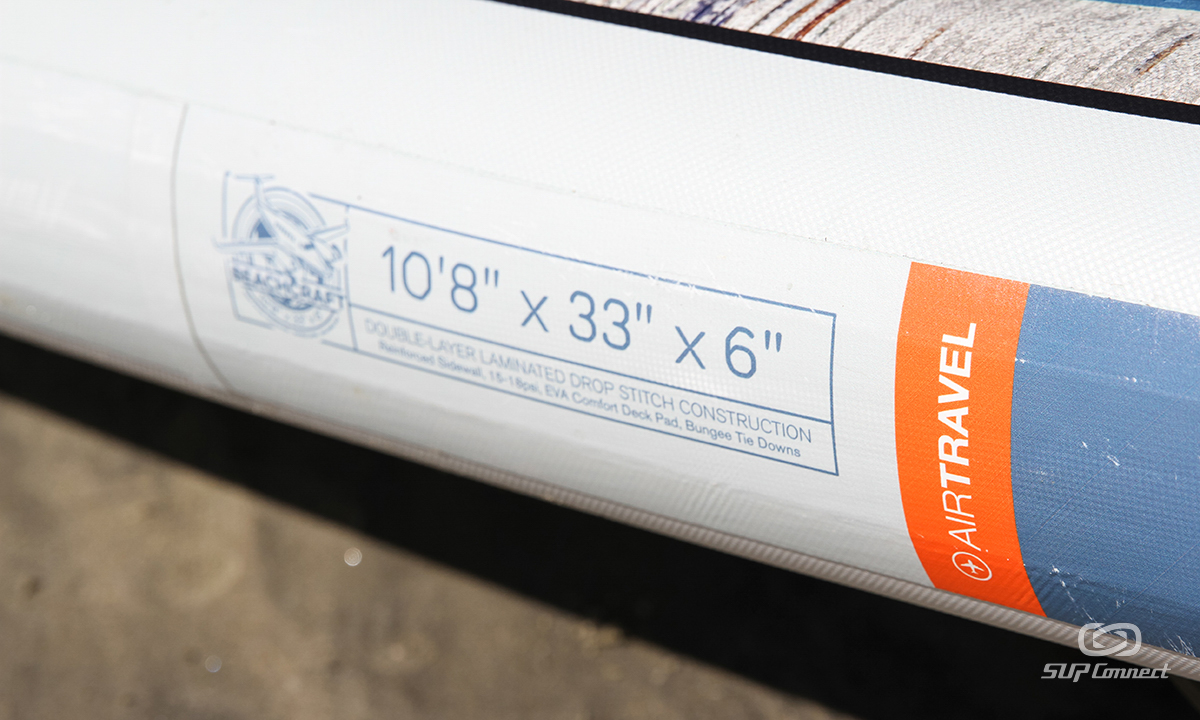 BEACHCRAFT
10'8" x 33" x 6"
DOUBLE-LAYER LAMINATED DROP STITCH CONSTRUCTION
Reinforced Sidewall, 15-18psi, EVA Comfort Deck Pad, Bungee Tie Downs
AIRTRAVEL
SUP Connect